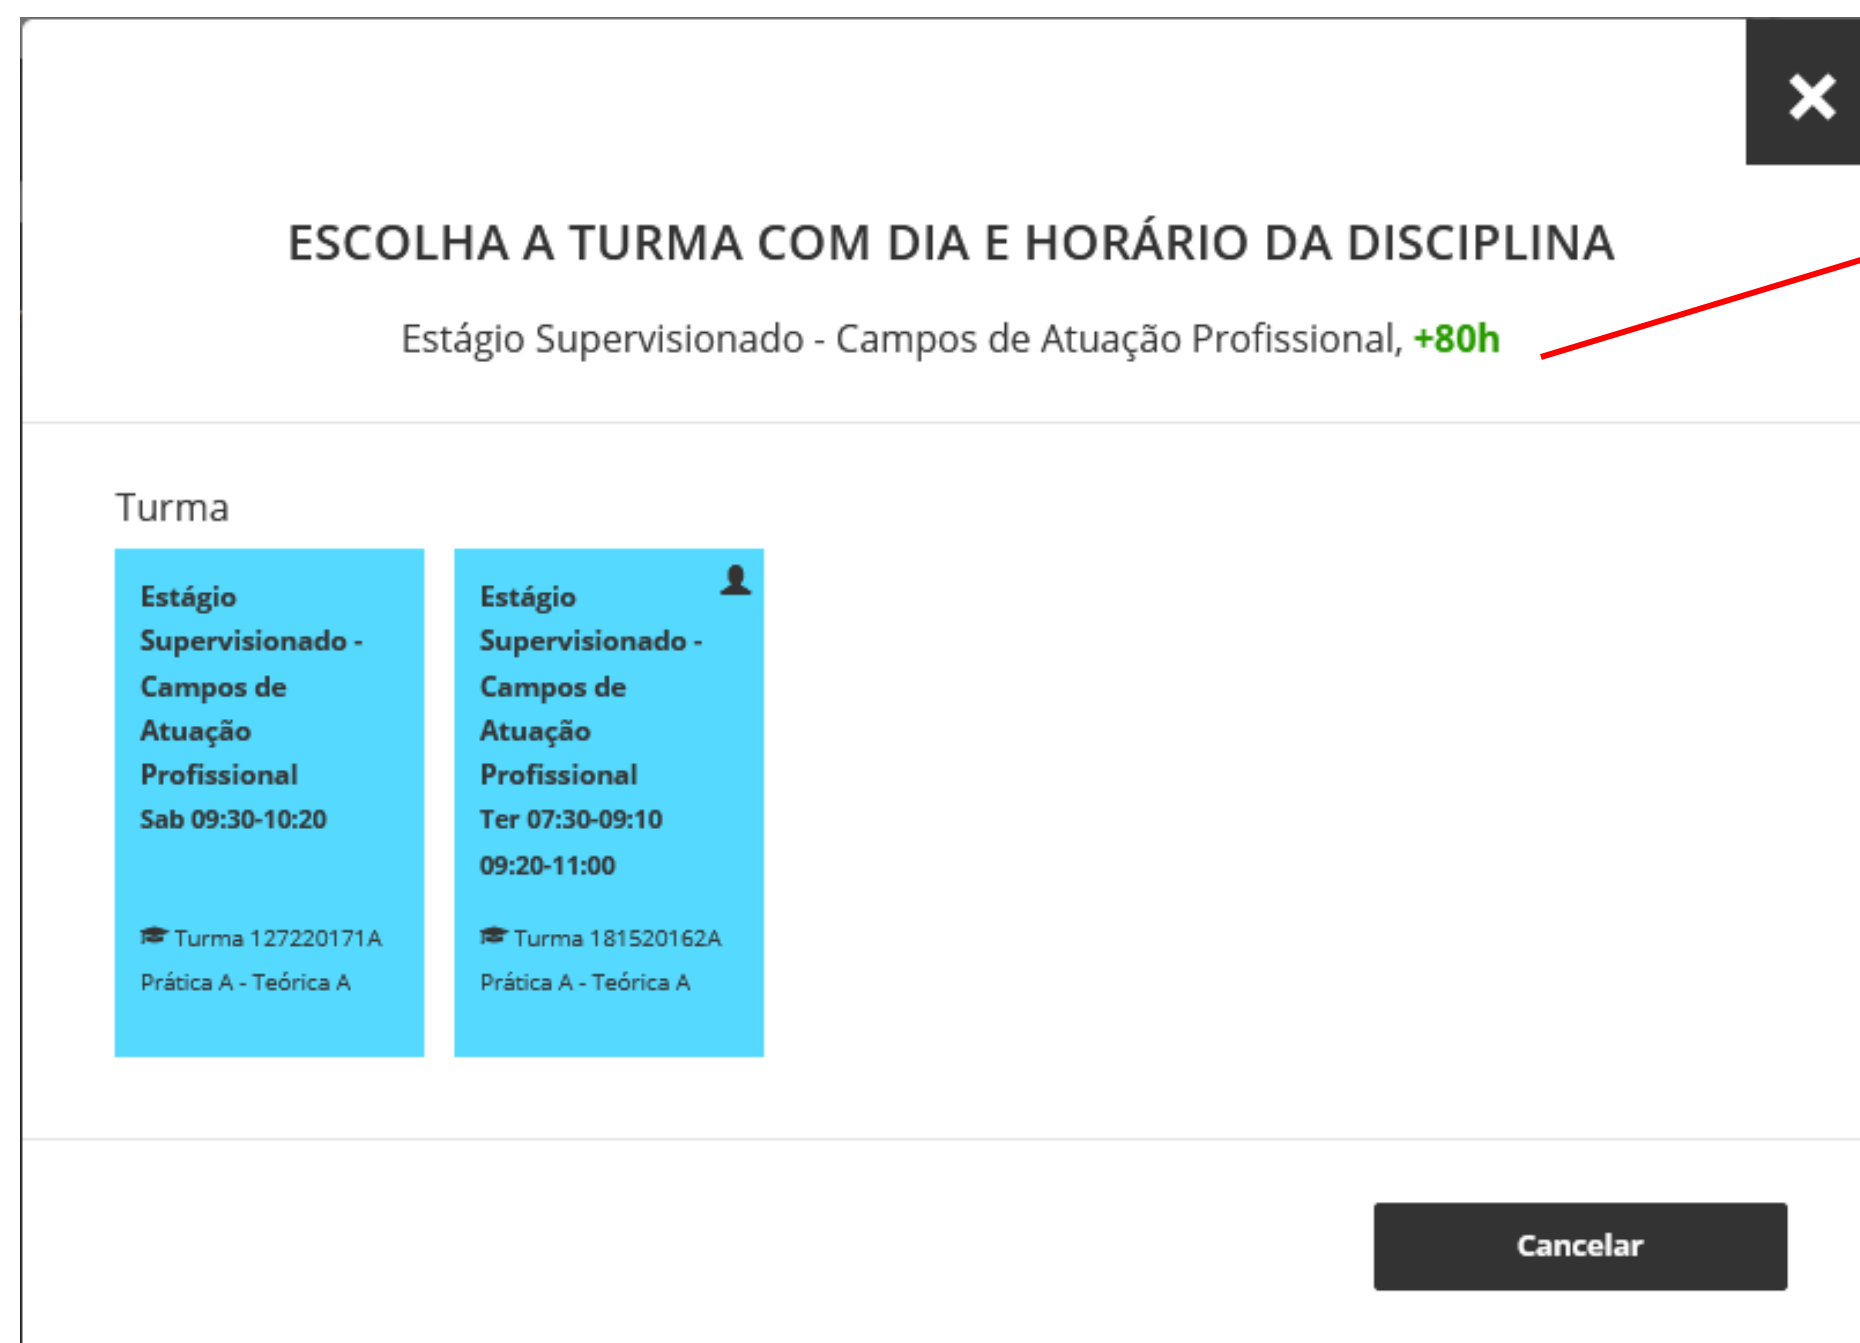 ESCOLHA A TURMA COM DIA E HORÁRIO DA DISCIPLINA
Estágio Supervisionado - Campos de Atuação Profissional, +80h
Turma
Estágio
Supervisionado -
Campos de
Atuação
Profissional
Sab 09:30-10:20
Turma 127220171A
Prática A - Teórica A
Estágio
Supervisionado -
Campos de
Atuação
Profissional
Ter 07:30-09:10
09:20-11:00
Turma 181520162A
Prática A - Teórica A
Cancelar